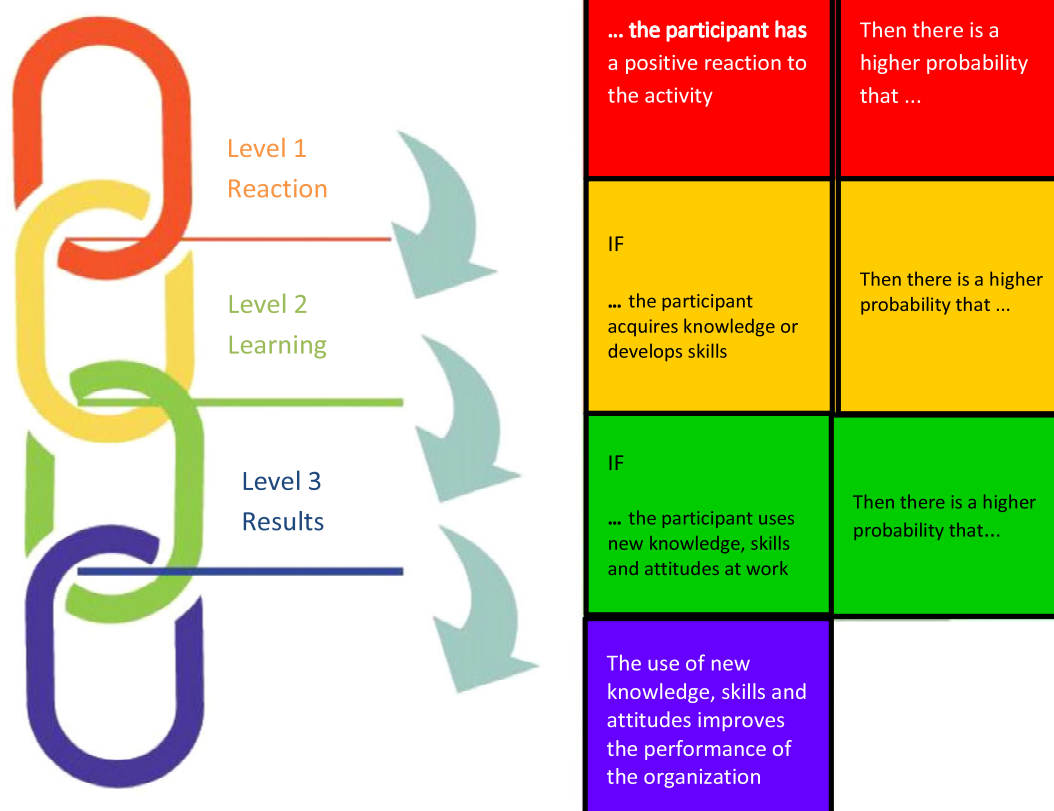 Level 1
Reaction
Level 2
Learning
Level 3
Results
... the participant has
a positive reaction to
the activity
Then there is a
higher probability
that ...
IF
... the participant
acquires knowledge or
develops skills
Then there is a higher
probability that ...
IF
... the participant uses
new knowledge, skills
and attitudes at work
Then there is a higher
probability that...
The use of new
knowledge, skills and
attitudes improves
the performance of
the organization